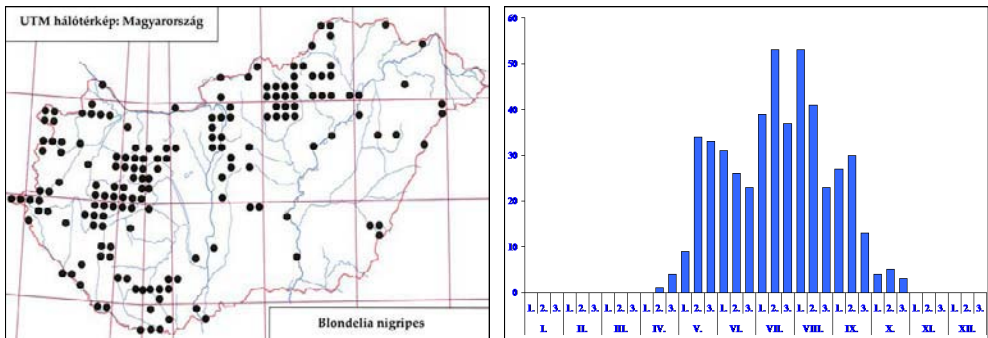 UTM hálótérkép: Magyarország
Blondelia nigripes
60
50
40
30
20
10
0
1. 2. 3. 1. 2. 3. 1. 2. 3. 1. 2. 3. 1. 2. 3. 1. 2. 3. 1. 2. 3. 1. 2. 3. 1. 2. 3. 1. 2. 3. 1. 2. 3. 1. 2. 3.
I. II. III. IV. V. VI. VII. VIII. IX. X. XI. XII.